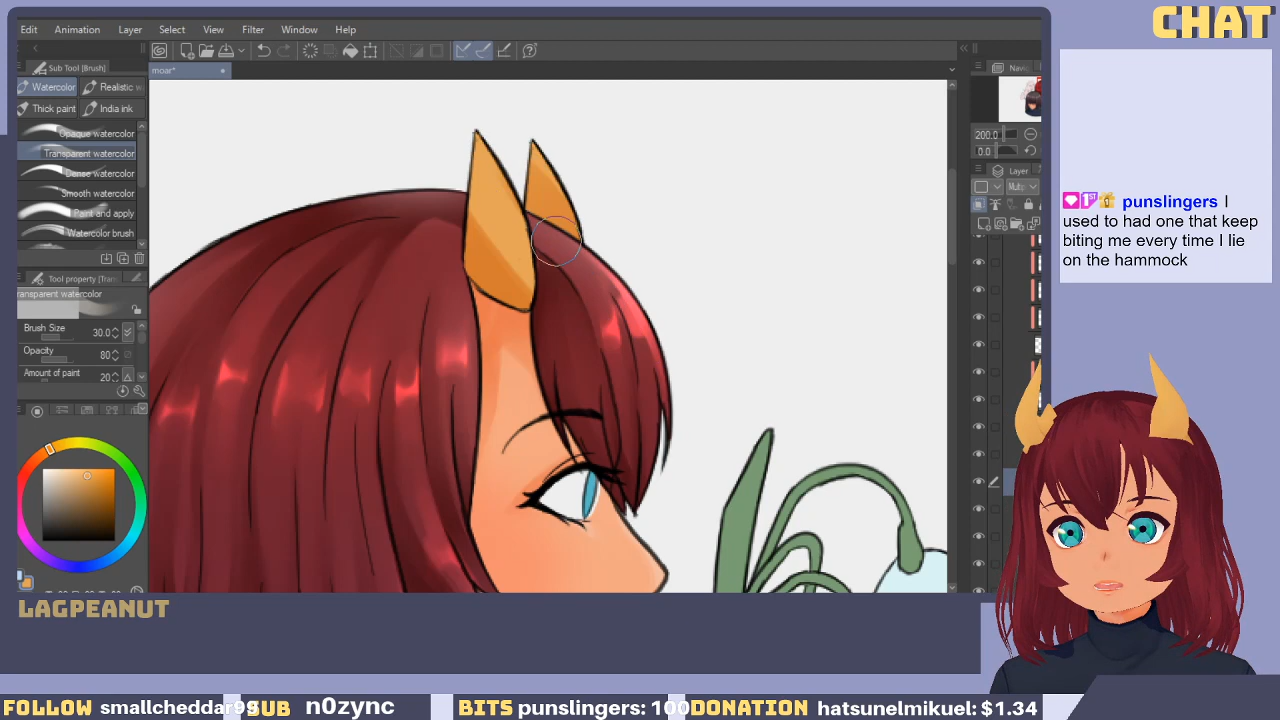 CHAT
Edit Animation Layer Select View Filter Window Help
moar*
Sub Tool [Brush]
Watercolor
Realistic w
Thick paint
India ink
Opaque watercolor
Transparent watercolor
Dense watercolor
Smooth watercolor
Paint and apply
Watercolor brush
Tool property [Transpare
ransparent watercolor
Brush Size 30.0
Opacity 80
Amount of paint 20
Navi
200.0
0.0
Layer
Multip
punslingers I
used to had one that keep
biting me every time I lie
on the hammock
LAGPEANUT
FOLLOW smallcheddar99
SUB n0zync
BITS punslingers: 100
DONATION hatsunelmikuel: $1.34